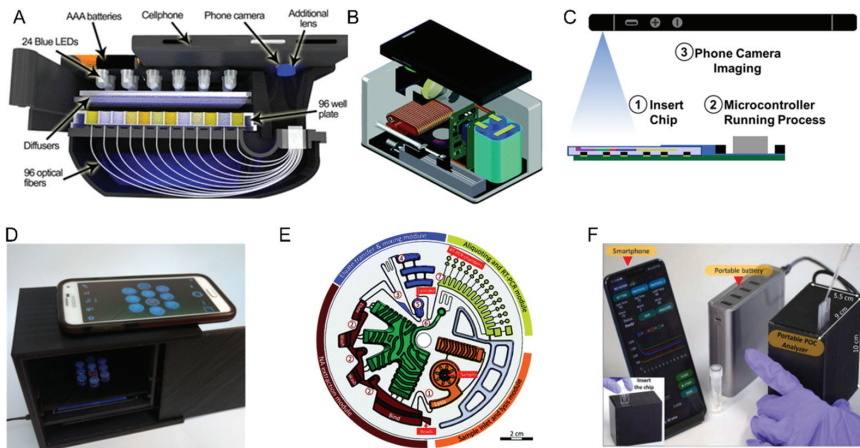 A
AAA batteries
Cellphone
Phone camera
Additional
lens
24 Blue LEDs
96 well
plate
Diffusers
96 optical
fibers
B
C
3 Phone Camera
Imaging
1 Insert
Chip
2 Microcontroller
Running Process
D
E
Eluate transfer & mixing module
Aliquoting and RT-PCR module
NA extraction module
Sample inlet and lysis module
Lysis
Bind
2 cm
F
Smartphone
Portable battery
5.5 cm
9 cm
10 cm
Portable POC
Analyzer
Insert
the chip